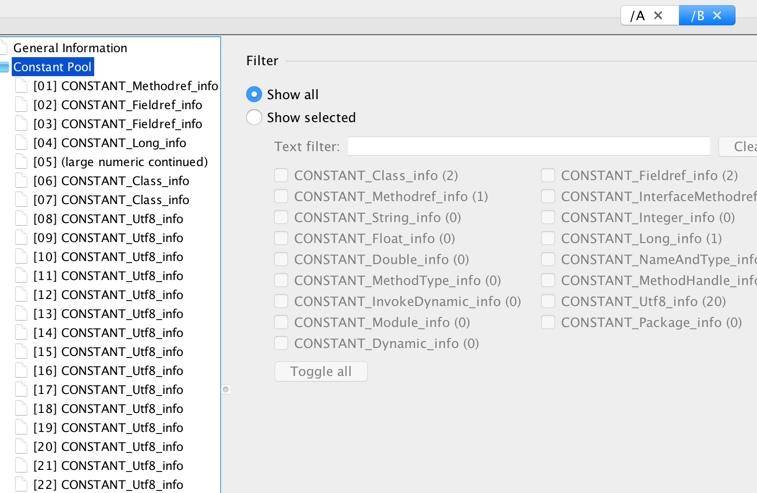 /A ✕ /B ✕
General Information
Constant Pool
[01] CONSTANT_Methodref_info
[02] CONSTANT_Fieldref_info
[03] CONSTANT_Fieldref_info
[04] CONSTANT_Long_info
[05] (large numeric continued)
[06] CONSTANT_Class_info
[07] CONSTANT_Class_info
[08] CONSTANT_Utf8_info
[09] CONSTANT_Utf8_info
[10] CONSTANT_Utf8_info
[11] CONSTANT_Utf8_info
[12] CONSTANT_Utf8_info
[13] CONSTANT_Utf8_info
[14] CONSTANT_Utf8_info
[15] CONSTANT_Utf8_info
[16] CONSTANT_Utf8_info
[17] CONSTANT_Utf8_info
[18] CONSTANT_Utf8_info
[19] CONSTANT_Utf8_info
[20] CONSTANT_Utf8_info
[21] CONSTANT_Utf8_info
[22] CONSTANT_Utf8_info
Filter
Show all
Show selected
Text filter: Clea
CONSTANT_Class_info (2) CONSTANT_Fieldref_info (2)
CONSTANT_Methodref_info (1) CONSTANT_InterfaceMethodref
CONSTANT_String_info (0) CONSTANT_Integer_info (0)
CONSTANT_Float_info (0) CONSTANT_Long_info (1)
CONSTANT_Double_info (0) CONSTANT_NameAndType_info
CONSTANT_MethodType_info (0) CONSTANT_MethodHandle_info
CONSTANT_InvokeDynamic_info (0) CONSTANT_Utf8_info (20)
CONSTANT_Module_info (0) CONSTANT_Package_info (0)
CONSTANT_Dynamic_info (0)
Toggle all